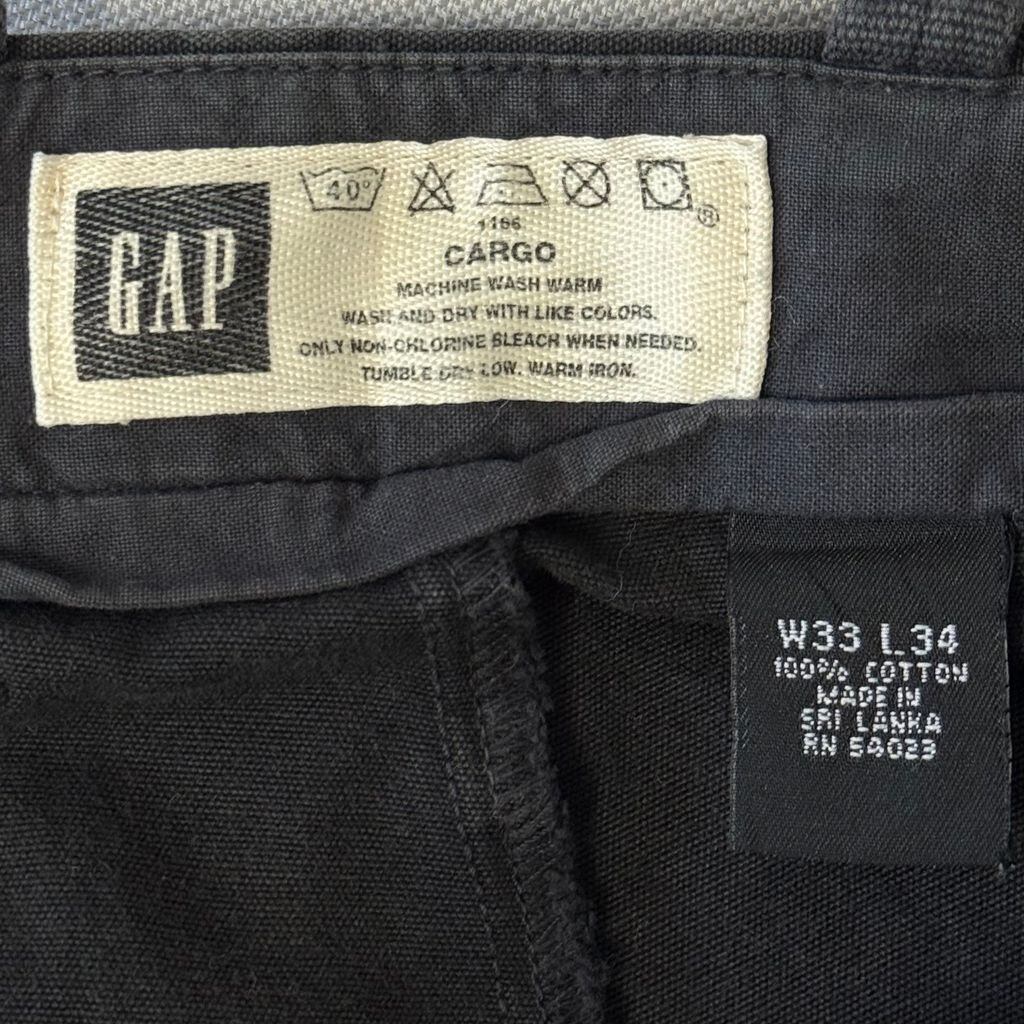 GAP
40°
1166
CARGO
MACHINE WASH WARM
WASH AND DRY WITH LIKE COLORS.
ONLY NON-CHLORINE BLEACH WHEN NEEDED.
TUMBLE DRY LOW. WARM IRON.
®
W33 L34
100% COTTON
MADE IN
SRI LANKA
RN 54023